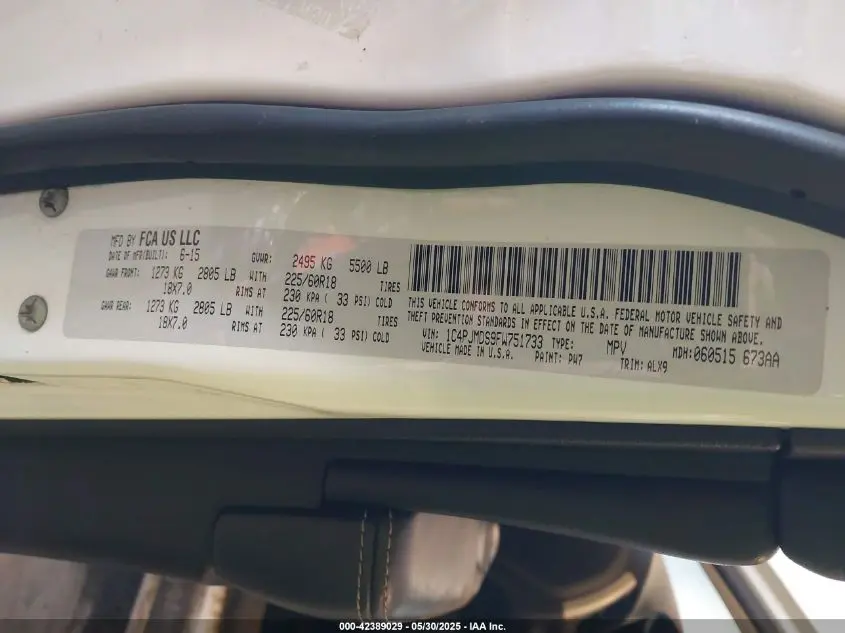 MFD BY FCA US LLC
DATE OF MFR(BUILT): 6-15 GVWR: 2495 KG 5500 LB
GAWR FRONT: 1273 KG 2805 LB WITH 225/60R18 TIRES
18X7.0 RIMS AT 230 KPA ( 33 PSI) COLD
GAWR REAR: 1273 KG 2805 LB WITH 225/60R18 TIRES
18X7.0 RIMS AT 230 KPA ( 33 PSI) COLD
THIS VEHICLE CONFORMS TO ALL APPLICABLE U.S.A. FEDERAL MOTOR VEHICLE SAFETY AND
THEFT PREVENTION STANDARDS IN EFFECT ON THE DATE OF MANUFACTURE SHOWN ABOVE.
VIN: 1C4PJMDS9FW751733 TYPE: MPV MDH: 060515 673AA
VEHICLE MADE IN U.S.A. PAINT: PW7 TRIM: ALX9
000-42389029 - 05/30/2025 - IAA Inc.